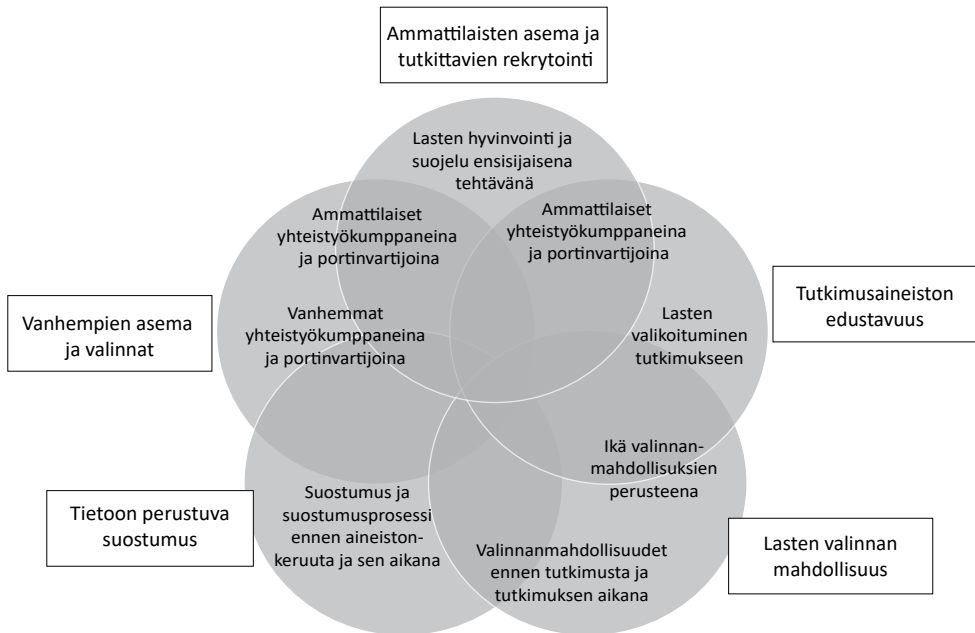 Ammattilaisten asema ja
tutkittavien rekrytointi
Lasten hyvinvointi ja
suojelu ensisijaisena
tehtävänä
Ammattilaiset
yhteistyökumppaneina
ja portinvartijoina
Ammattilaiset
yhteistyökumppaneina
ja portinvartijoina
Vanhempien asema
ja valinnat
Vanhemmat
yhteistyökumppaneina
ja portinvartijoina
Lasten
valikoituminen
tutkimukseen
Tutkimusaineiston
edustavuus
Ikä valinnan-
mahdollisuksien
perusteena
Tietoon perustuva
suostumus
Suostumus ja
suostumusprosessi
ennen aineiston-
keruuta ja sen aikana
Valinnanmahdollisuudet
ennen tutkimusta ja
tutkimuksen aikana
Lasten valinnan
mahdollisuus